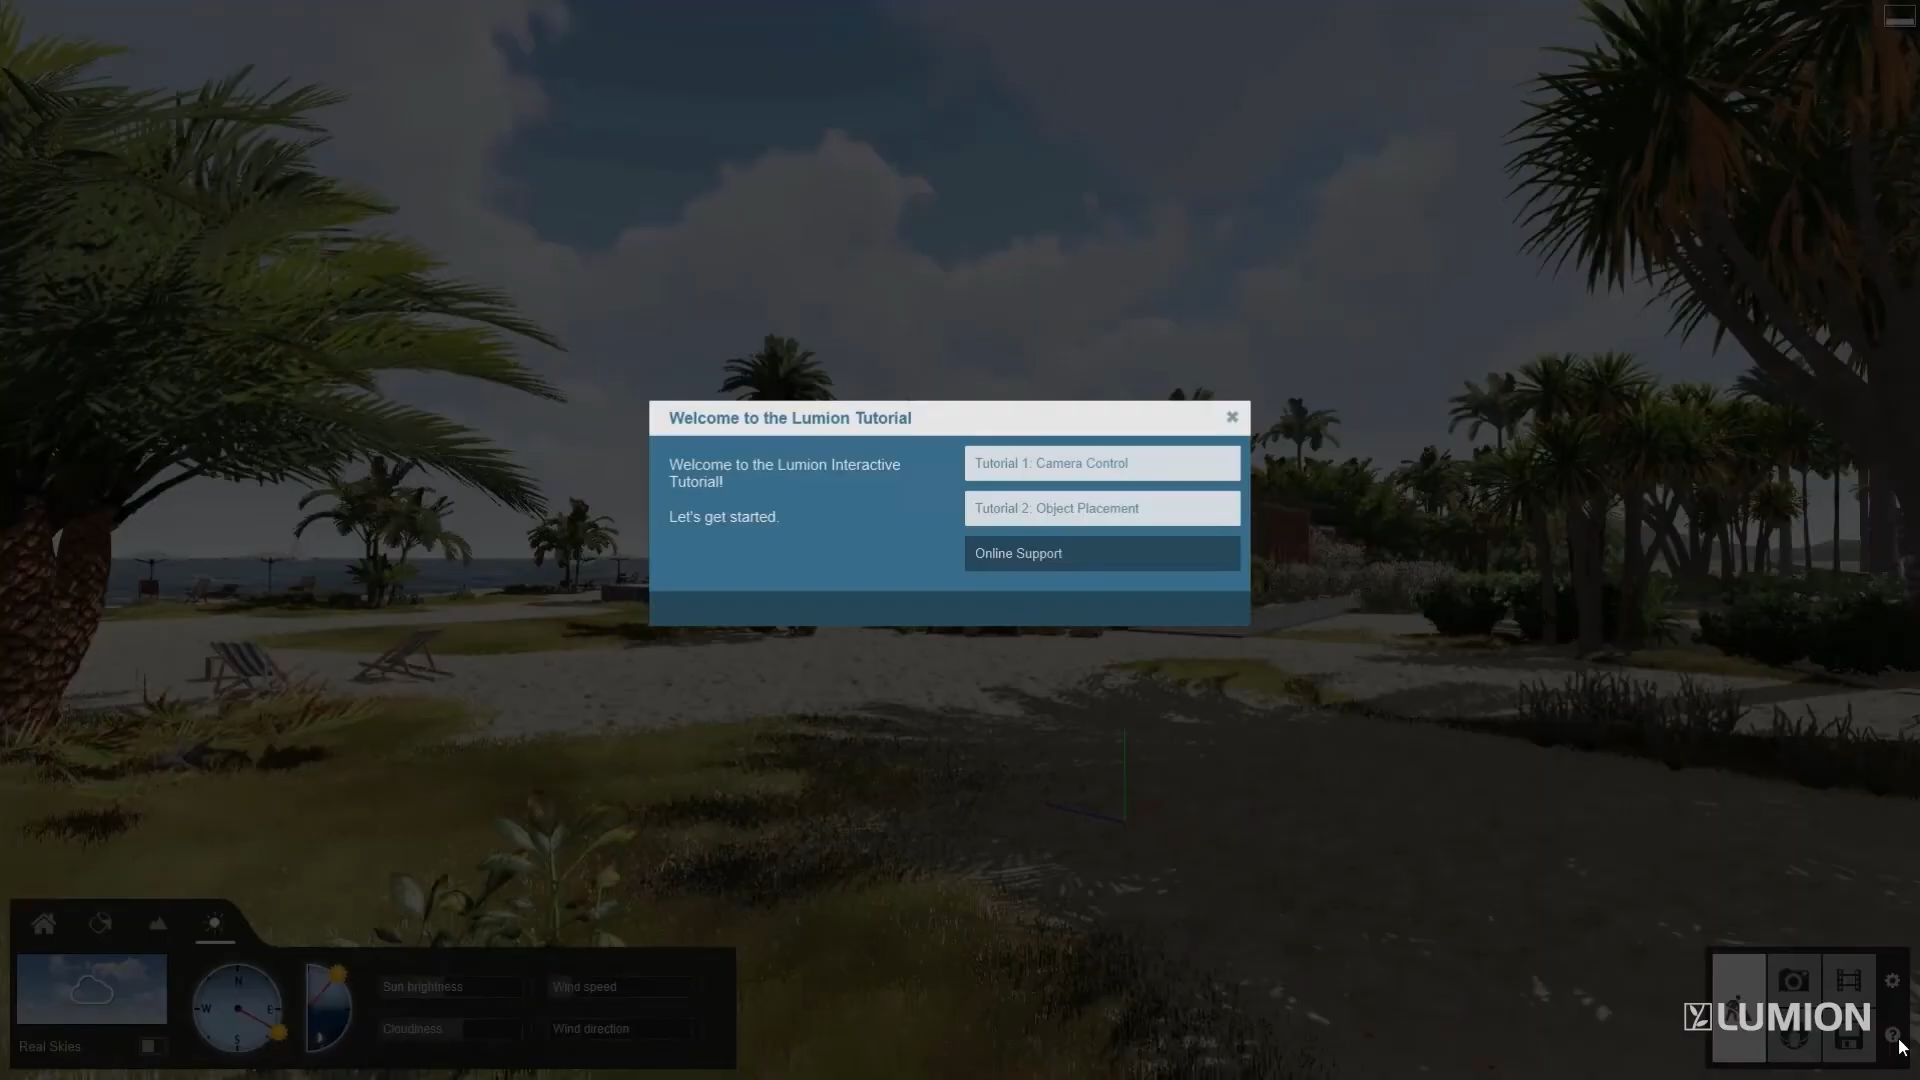 Welcome to the Lumion Tutorial
Welcome to the Lumion Interactive
Tutorial!
Let's get started.
Tutorial 1: Camera Control
Tutorial 2: Object Placement
Online Support
N
W
E
S
Sun brightness
Wind speed
Cloudiness
Wind direction
Real Skies
LUMION